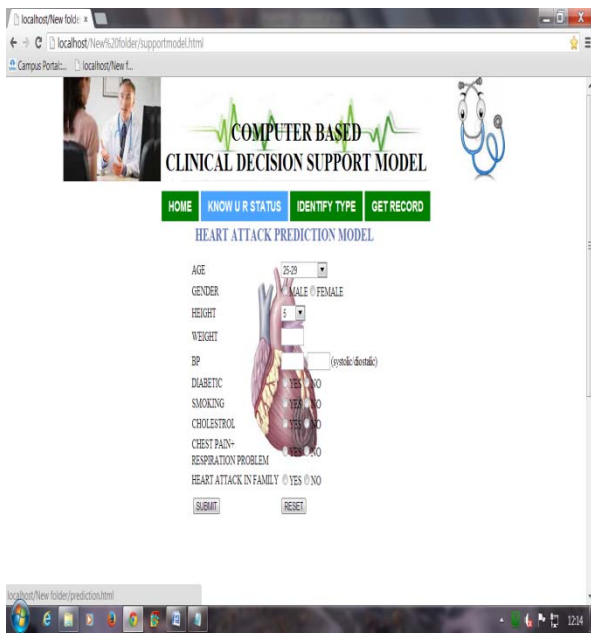 localhost/New folde
localhost/New%20folder/supportmodel.html
Campus Portal:... localhost/New f...
COMPUTER BASED
CLINICAL DECISION SUPPORT MODEL
HOME KNOW U R STATUS IDENTIFY TYPE GET RECORD
HEART ATTACK PREDICTION MODEL
AGE 25-29
GENDER MALE FEMALE
HEIGHT 5
WEIGHT
BP (systolic/diostalic)
DIABETIC YES NO
SMOKING YES NO
CHOLESTROL YES NO
CHEST PAIN+
RESPIRATION PROBLEM YES NO
HEART ATTACK IN FAMILY YES NO
SUBMIT RESET
localhost/New folder/prediction.html
12:14